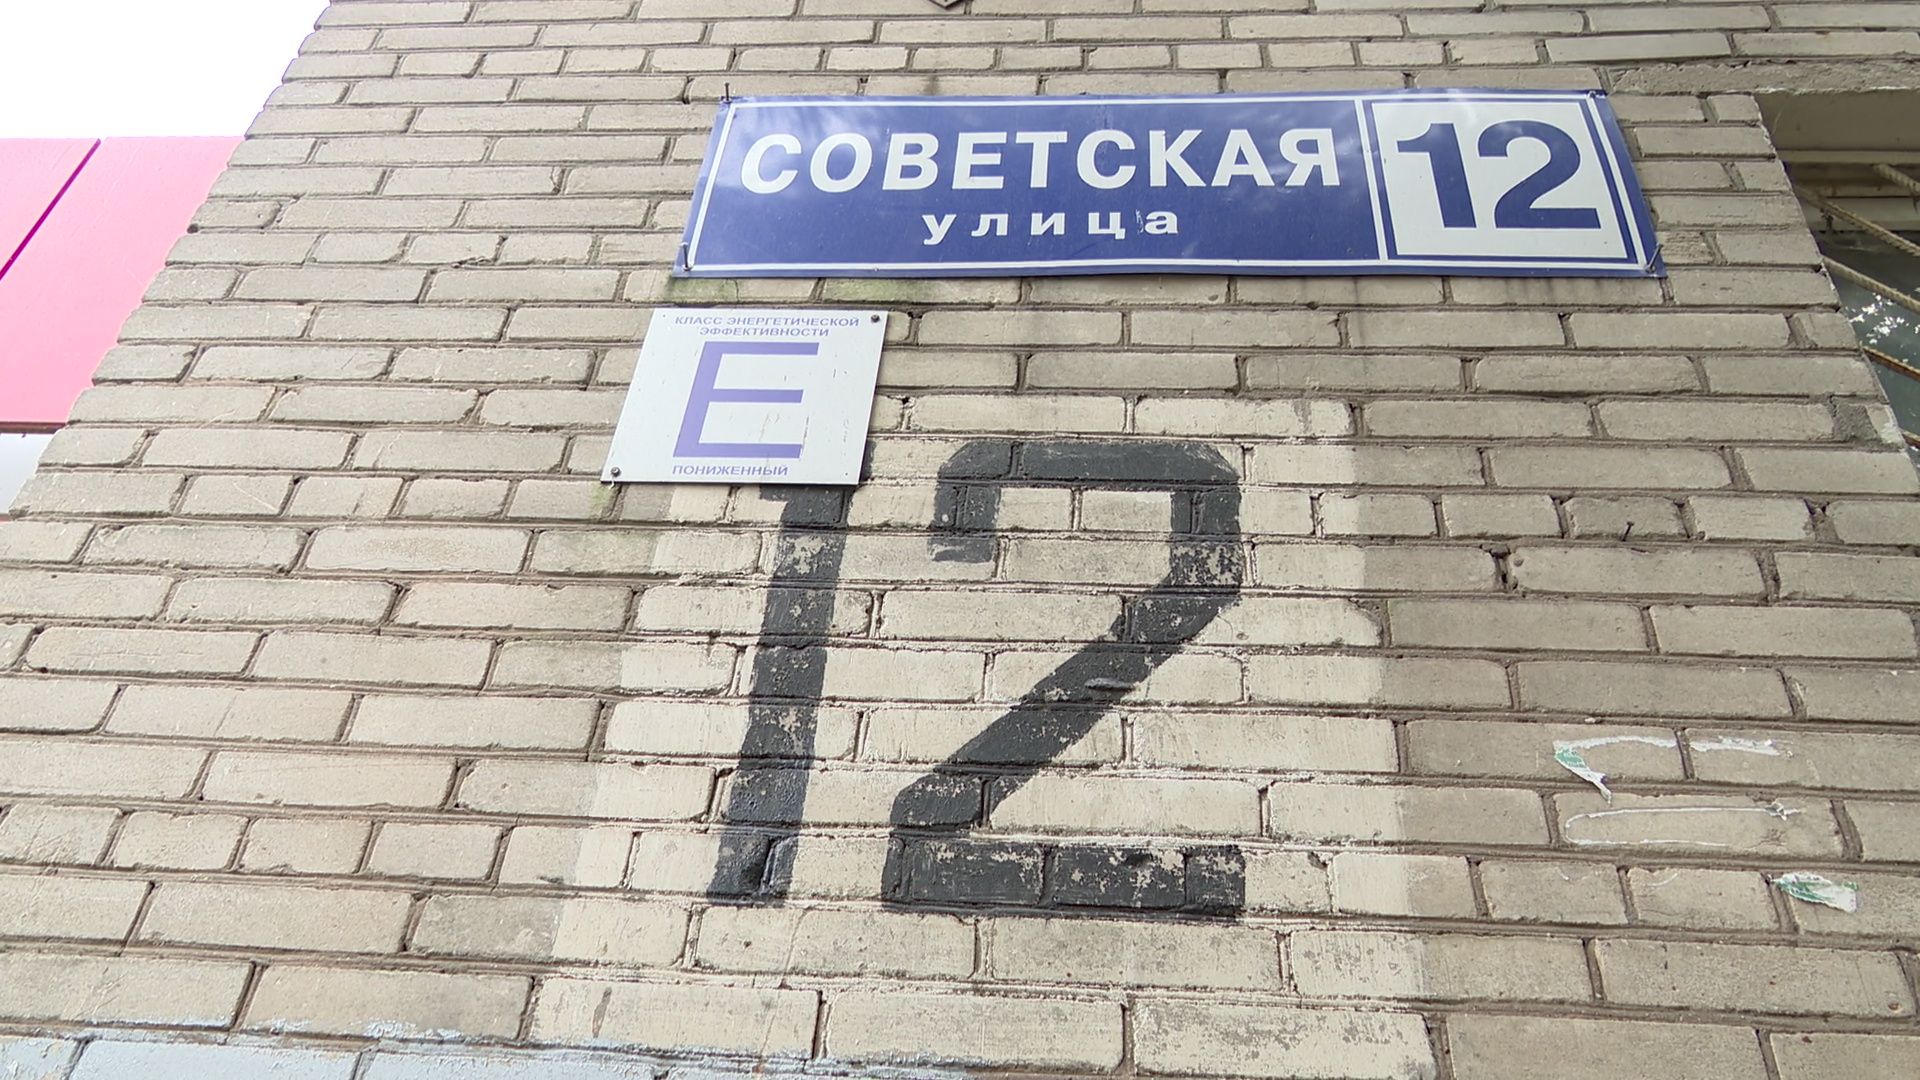 СОВЕТСКАЯ
улица
12
КЛАСС ЭНЕРГЕТИЧЕСКОЙ
ЭФФЕКТИВНОСТИ
E
ПОНИЖЕННЫЙ
12